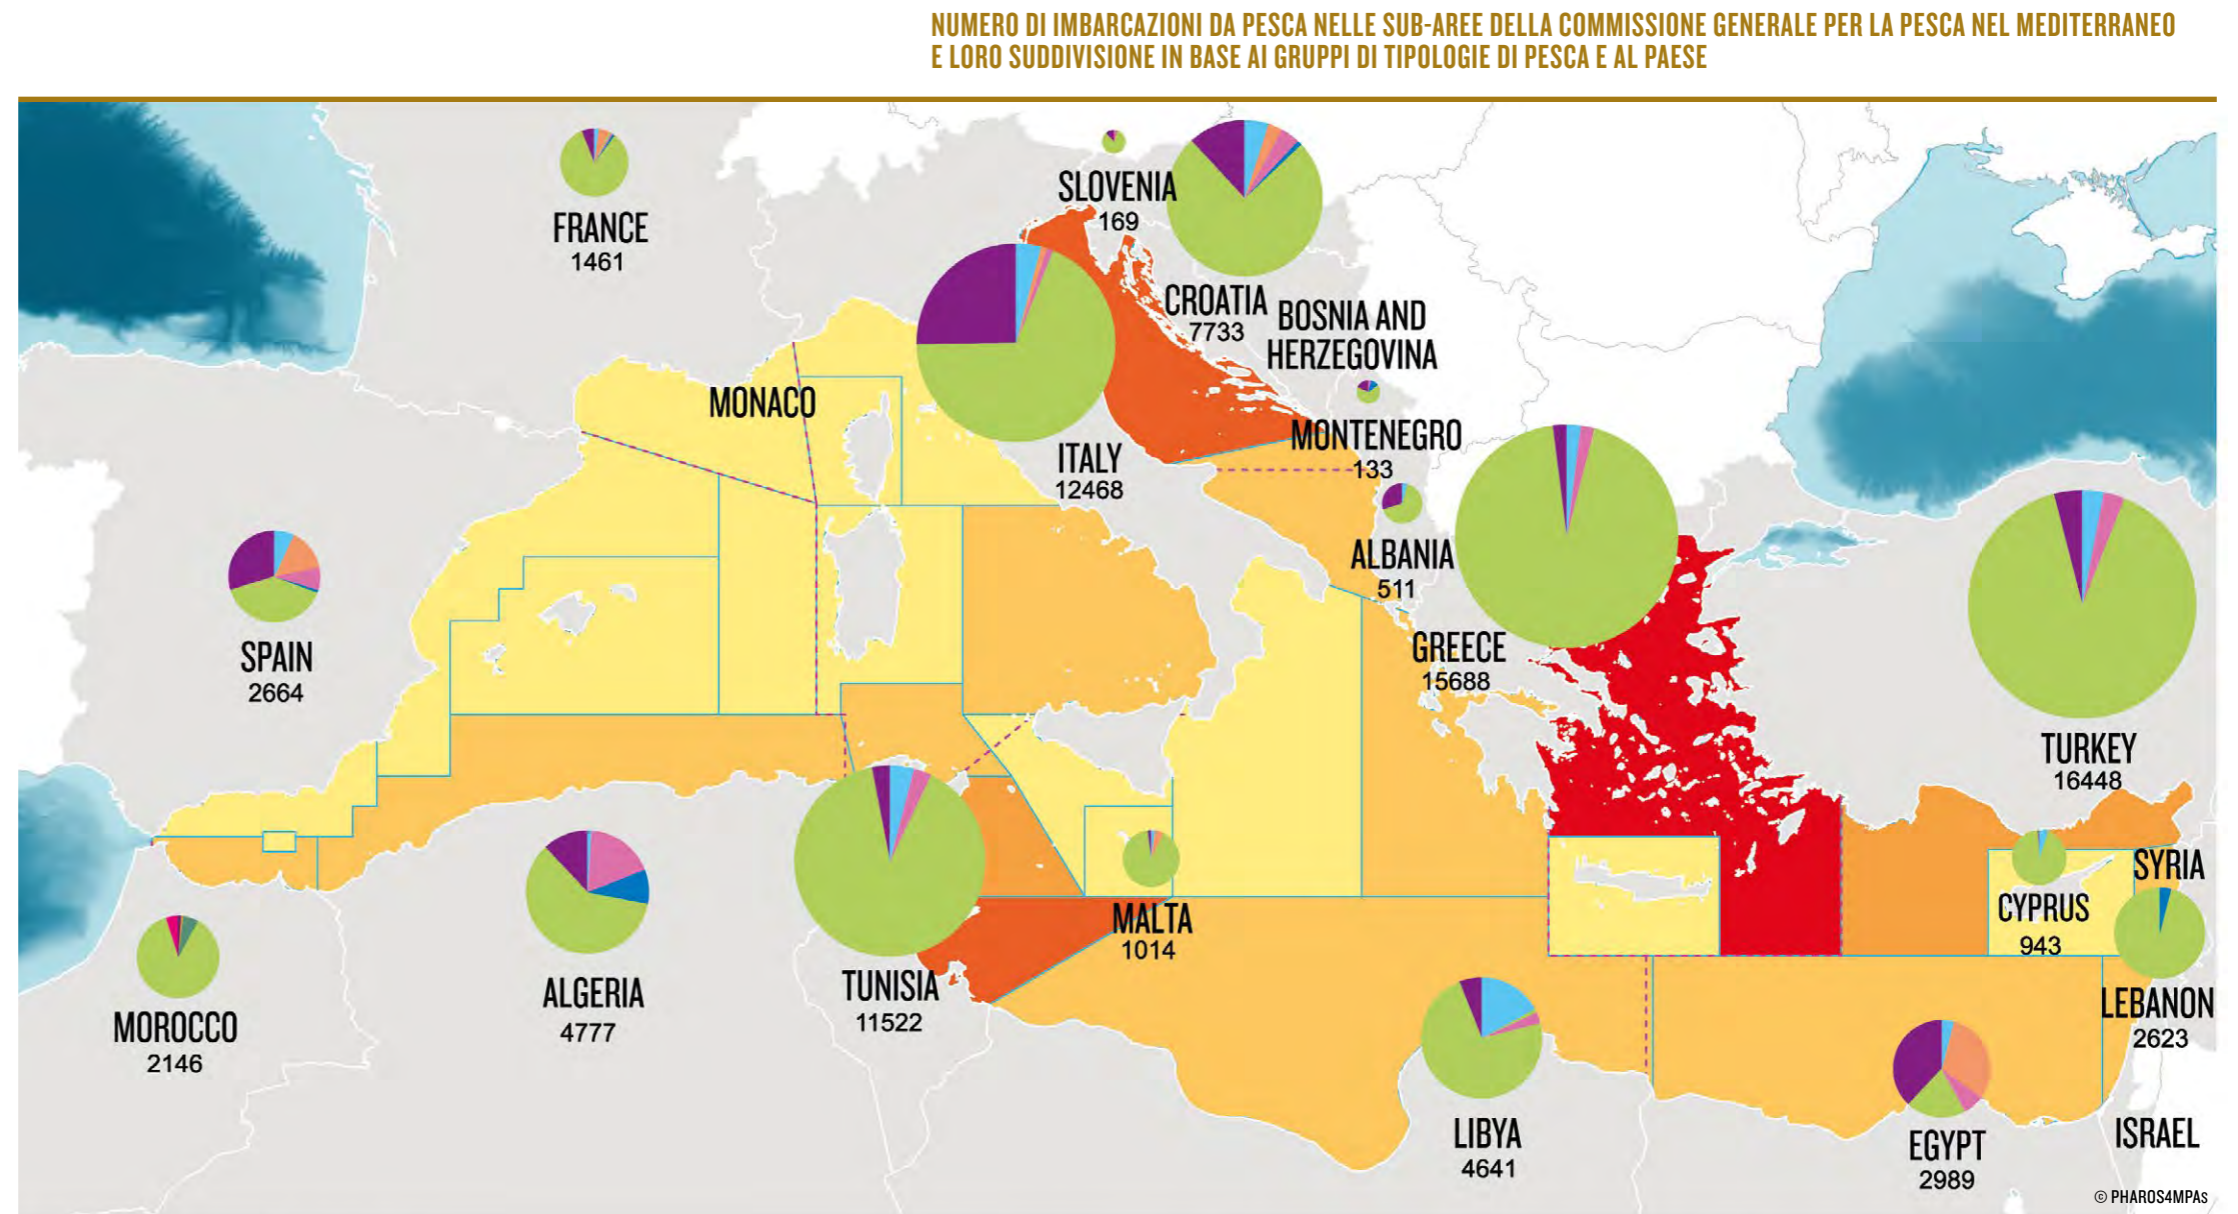 NUMERO DI IMBARCAZIONI DA PESCA NELLE SUB-AREE DELLA COMMISSIONE GENERALE PER LA PESCA NEL MEDITERRANEO
E LORO SUDDIVISIONE IN BASE AI GRUPPI DI TIPOLOGIE DI PESCA E AL PAESE
FRANCE
1461
SLOVENIA
169
CROATIA
7733
BOSNIA AND
HERZEGOVINA
MONACO
ITALY
12468
MONTENEGRO
133
ALBANIA
511
GREECE
15688
SPAIN
2664
TURKEY
16448
SYRIA
CYPRUS
943
MALTA
1014
TUNISIA
11522
ALGERIA
4777
MOROCCO
2146
LEBANON
2623
LIBYA
4641
EGYPT
2989
ISRAEL
© PHAROS4MPAs